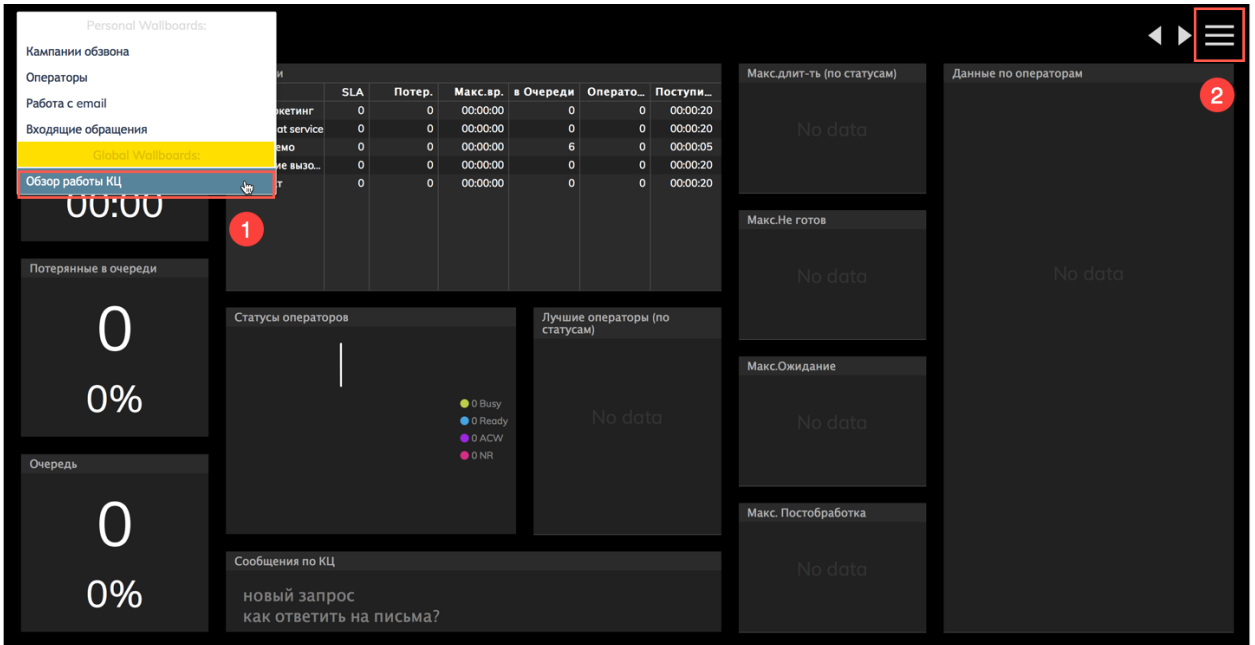 Personal Wallboards:
Кампании обзвона
Операторы
Работа с email
Входящие обращения
Global Wallboards:
Обзор работы КЦ
1
2
00:00
Потерянные в очереди
0
0%
Очередь
0
0%
и
SLA Потер. Макс.вр. в Очереди Операто... Поступи...
ркетинг 0 0 00:00:00 0 0 00:00:20
at service 0 0 00:00:00 0 0 00:00:20
емо 0 0 00:00:00 6 0 00:00:05
ие вызо... 0 0 00:00:00 0 0 00:00:20
т 0 0 00:00:00 0 0 00:00:20
Статусы операторов
0 Busy
0 Ready
0 ACW
0 NR
Лучшие операторы (по
статусам)
No data
Сообщения по КЦ
новый запрос
как ответить на письма?
Макс.длит-ть (по статусам)
No data
Макс.Не готов
No data
Макс.Ожидание
No data
Макс. Постобработка
No data
Данные по операторам
No data